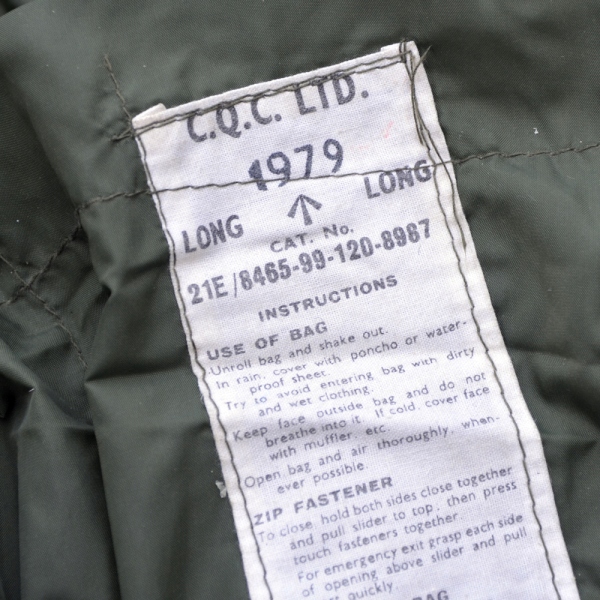 C.Q.C. LTD.
1979
LONG LONG
CAT. No.
21E/8465-99-120-8987
INSTRUCTIONS
USE OF BAG
Unroll bag and shake out.
In rain, cover with poncho or water-
proof sheet.
Try to avoid entering bag with dirty
and wet clothing.
Keep face outside bag and do not
breathe into it. If cold, cover face
with muffler, etc.
Open bag and air thoroughly, when-
ever possible.
ZIP FASTENER
To close hold both sides close together
and pull slider to top, then press
touch fasteners together.
For emergency exit grasp each side
of opening above slider and pull
quickly
BAG